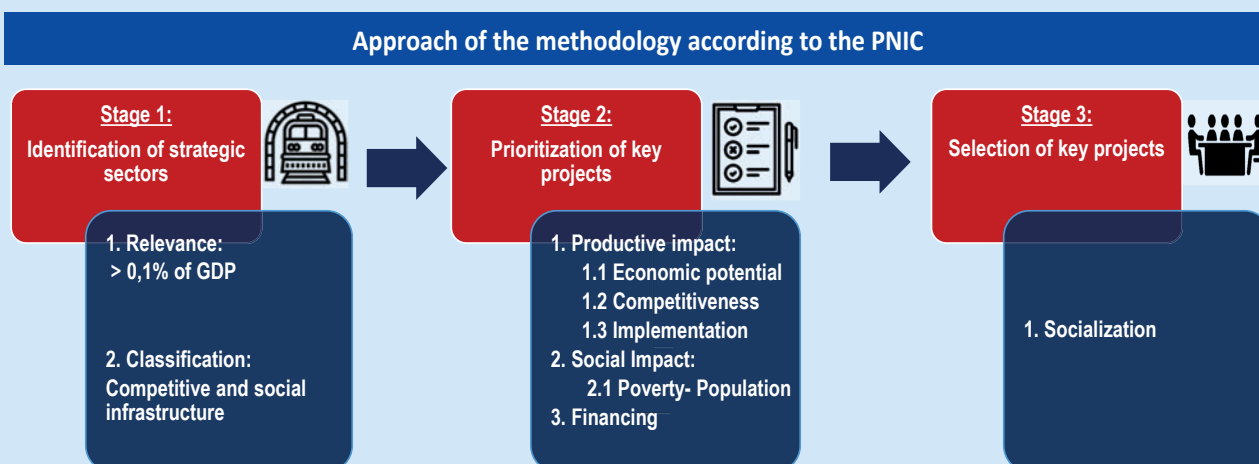 Approach of the methodology according to the PNIC
Stage 1:
Identification of strategic
sectors
1. Relevance:
> 0,1% of GDP
2. Classification:
Competitive and social
infrastructure
Stage 2:
Prioritization of key
projects
1. Productive impact:
1.1 Economic potential
1.2 Competitiveness
1.3 Implementation
2. Social Impact:
2.1 Poverty- Population
3. Financing
Stage 3:
Selection of key projects
1. Socialization